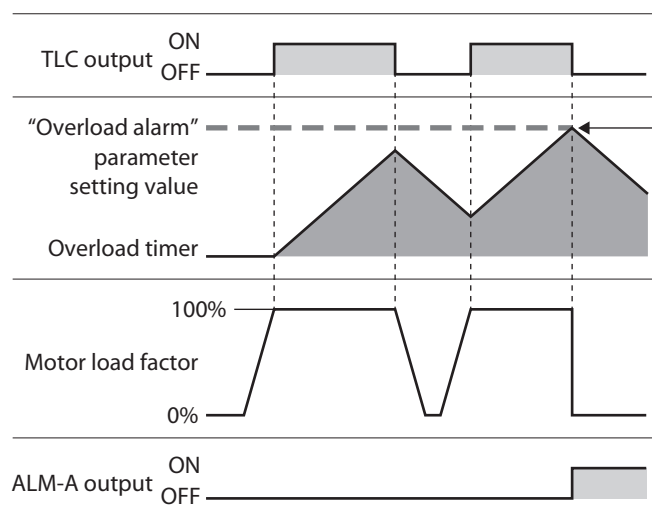 TLC output
ON
OFF
“Overload alarm”
parameter
setting value
Overload timer
100%
Motor load factor
0%
ALM-A output
ON
OFF